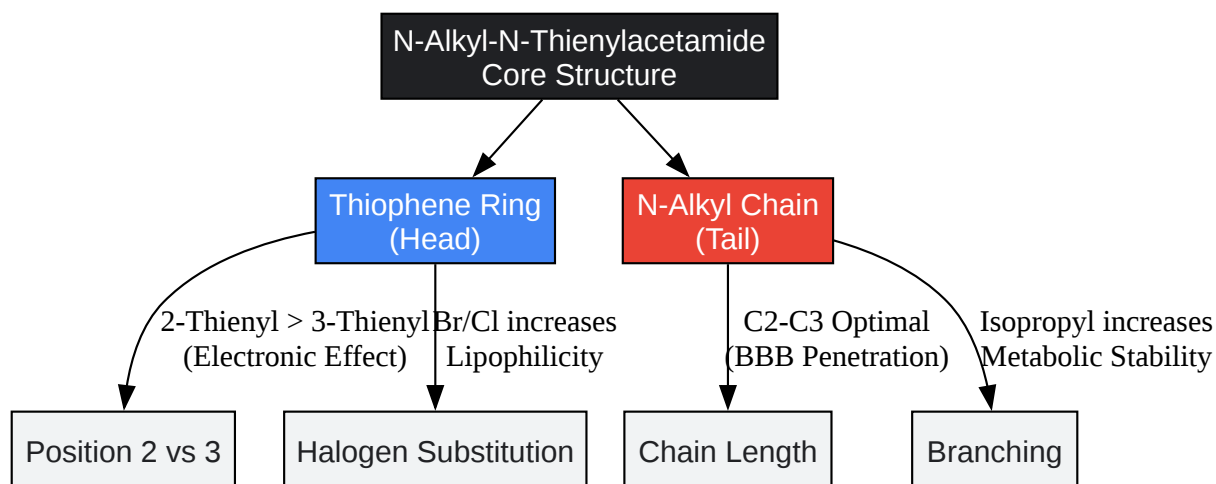 N-Alkyl-N-Thienylacetamide
Core Structure
Thiophene Ring
(Head)
N-Alkyl Chain
(Tail)
2-Thienyl > 3-Thienyl
(Electronic Effect)
Br/Cl increases
Lipophilicity
C2-C3 Optimal
(BBB Penetration)
Isopropyl increases
Metabolic Stability
Position 2 vs 3
Halogen Substitution
Chain Length
Branching